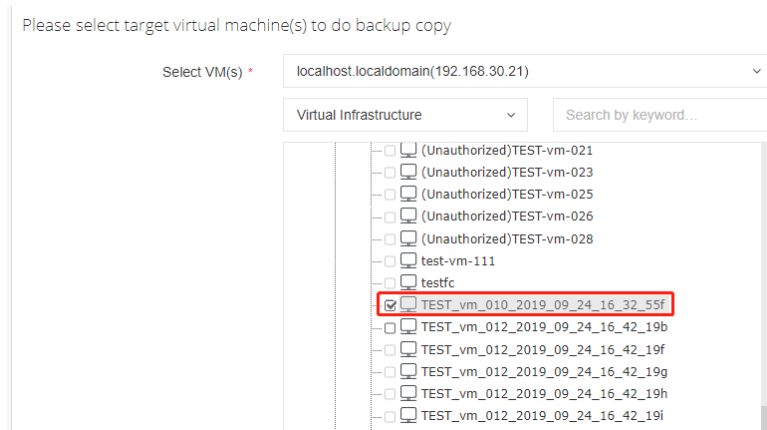 Please select target virtual machine(s) to do backup copy
Select VM(s) * localhost.localdomain(192.168.30.21)
Virtual Infrastructure Search by keyword...
(Unauthorized)TEST-vm-021
(Unauthorized)TEST-vm-023
(Unauthorized)TEST-vm-025
(Unauthorized)TEST-vm-026
(Unauthorized)TEST-vm-028
test-vm-111
testfc
TEST_vm_010_2019_09_24_16_32_55f
TEST_vm_012_2019_09_24_16_42_19b
TEST_vm_012_2019_09_24_16_42_19f
TEST_vm_012_2019_09_24_16_42_19g
TEST_vm_012_2019_09_24_16_42_19h
TEST_vm_012_2019_09_24_16_42_19i